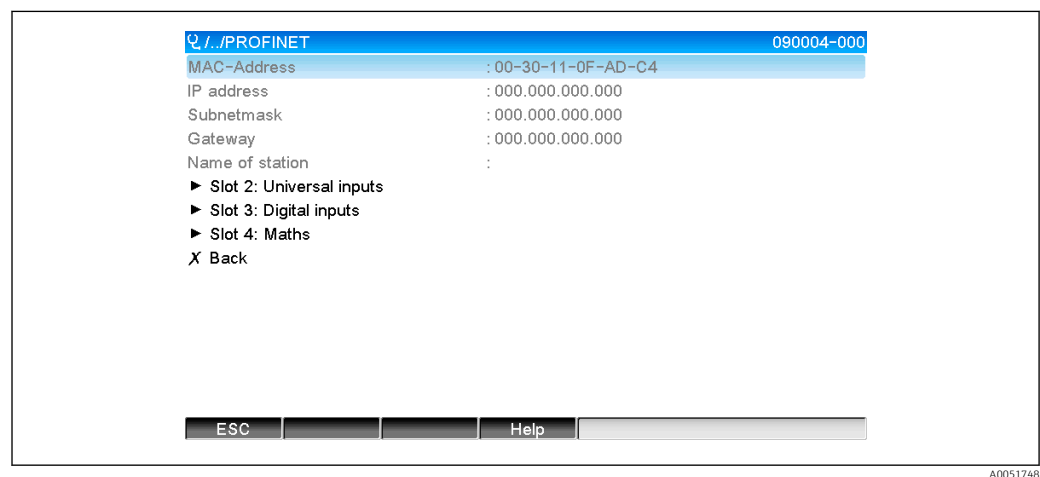 /../PROFINET 090004-000
MAC-Address : 00-30-11-0F-AD-C4
IP address : 000.000.000.000
Subnetmask : 000.000.000.000
Gateway : 000.000.000.000
Name of station :
► Slot 2: Universal inputs
► Slot 3: Digital inputs
► Slot 4: Maths
X Back
ESC Help
A0051748